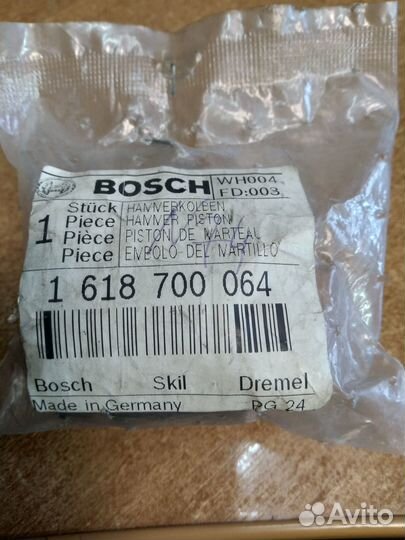 BOSCH
WH004
FD:003
1
Stück HAMMERKOLBEN
Piece HAMMER PISTON
Pièce PISTON DE MARTEAU
Piece EMBOLO DEL MARTILLO
1 618 700 064
Bosch Skil Dremel
Made in Germany PG 24
Avito